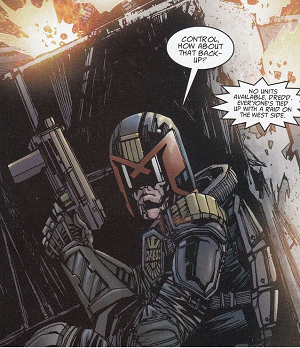 CONTROL,
HOW ABOUT
THAT BACK-
UP?
NO UNITS
AVAILABLE, DREDD.
EVERYONE'S TIED
UP WITH A RAID ON
THE WEST SIDE.
DREDD